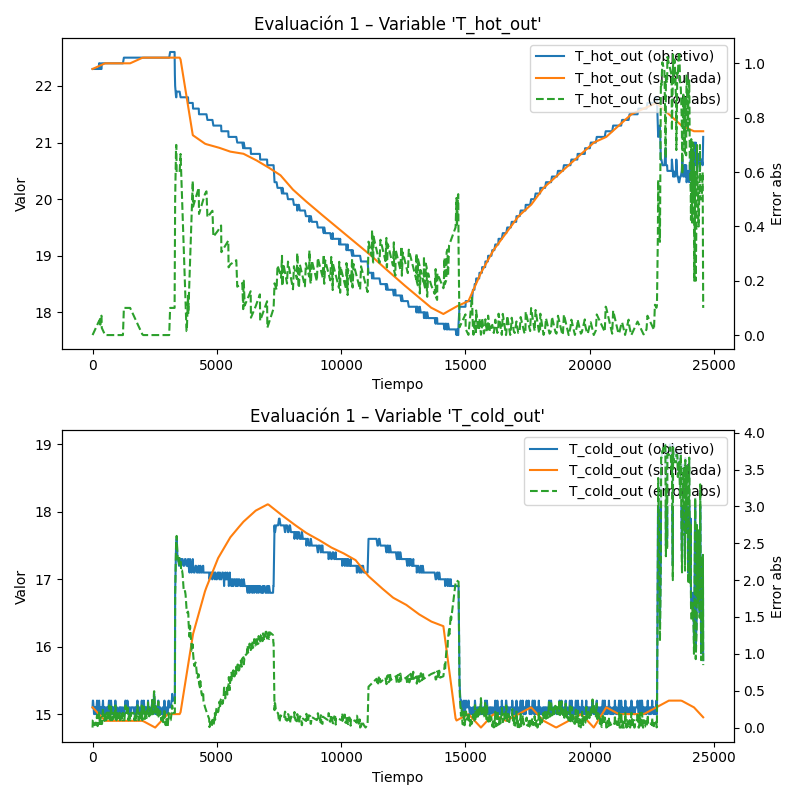 Evaluación 1 – Variable 'T_hot_out'
T_hot_out (objetivo)
T_hot_out (simulada)
T_hot_out (error abs)
22
21
20
19
18
1.0
0.8
0.6
0.4
0.2
0.0
Valor
Error abs
0 5000 10000 15000 20000 25000
Tiempo
Evaluación 1 – Variable 'T_cold_out'
T_cold_out (objetivo)
T_cold_out (simulada)
T_cold_out (error abs)
19
18
17
16
15
4.0
3.5
3.0
2.5
2.0
1.5
1.0
0.5
0.0
Valor
Error abs
0 5000 10000 15000 20000 25000
Tiempo